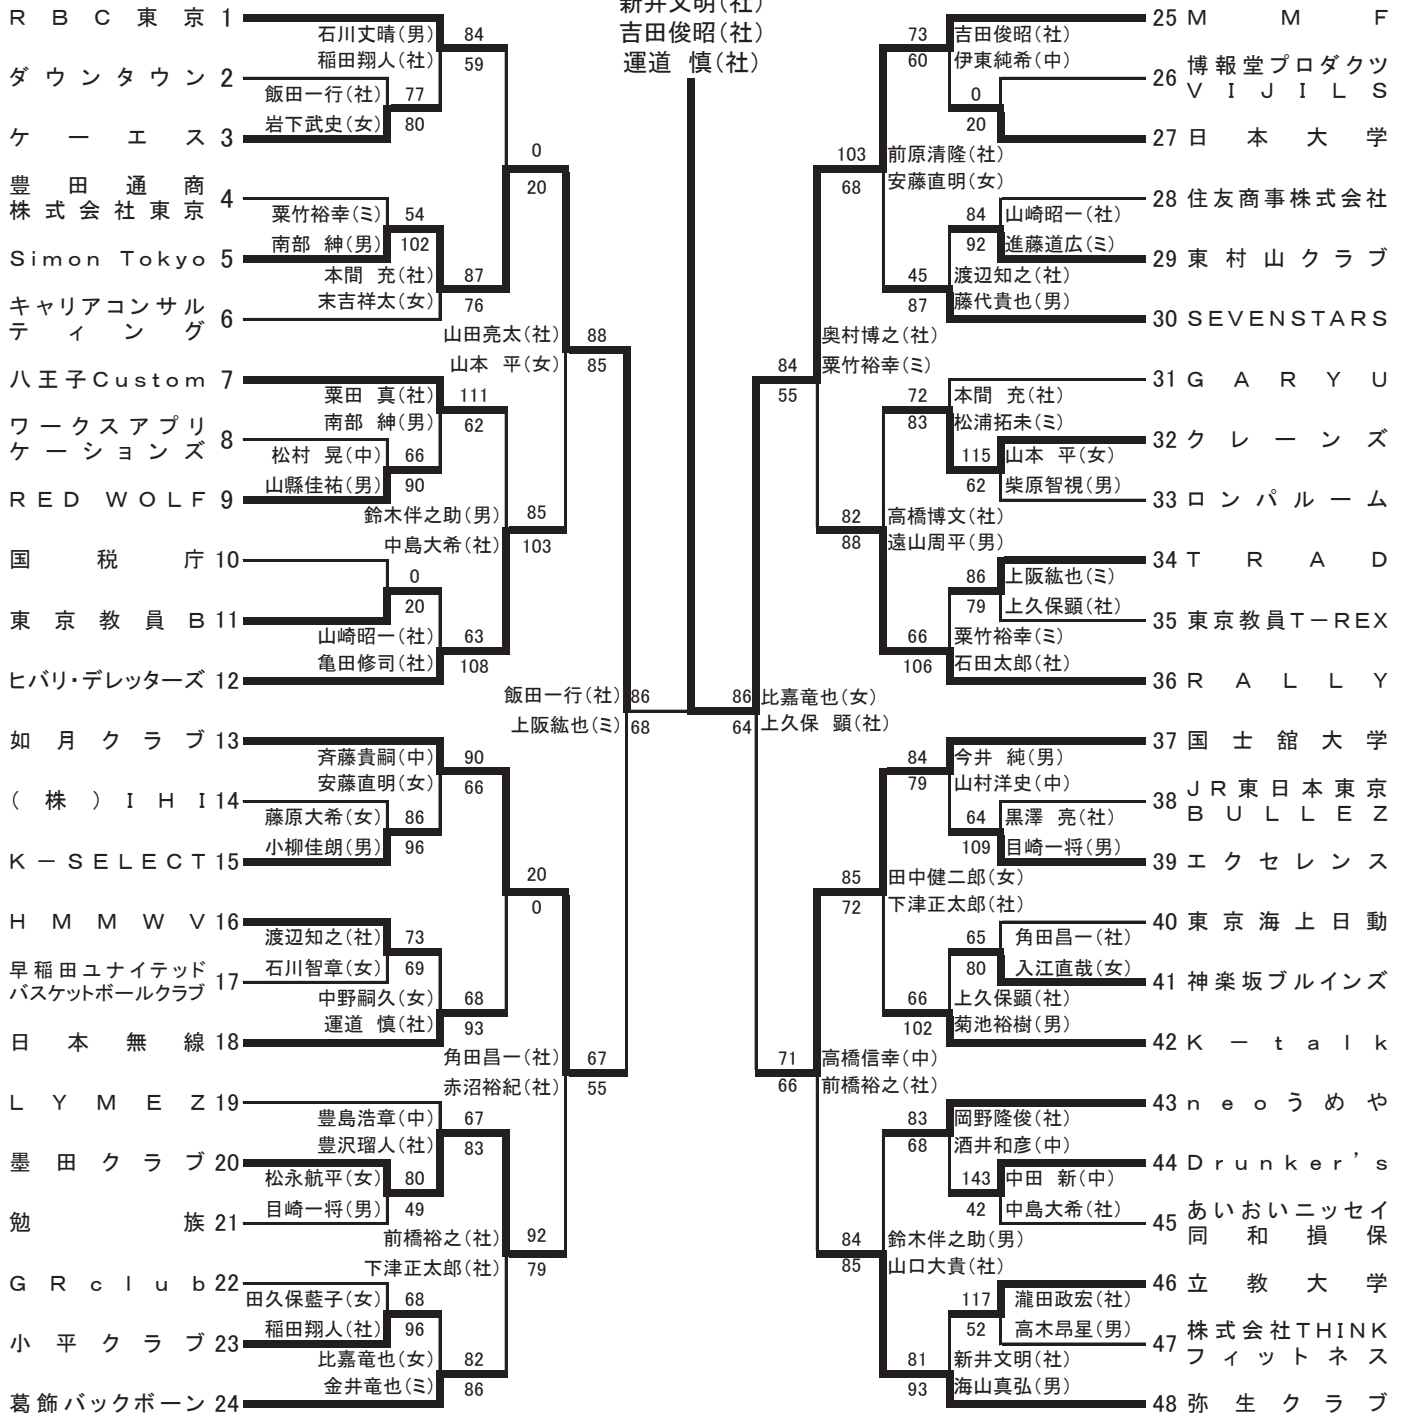 新井文明(社)
吉田俊昭(社)
運道 慎(社)
RBC東京 1
石川丈晴(男) 84
稲田翔人(社) 59
ダウンタウン 2
飯田一行(社) 77
岩下武史(女) 80
ケーエス 3
0
20
豊田通商
株式会社東京 4
粟竹裕幸(ミ) 54
南部 紳(男) 102
Simon Tokyo 5
本間 充(社) 87
末吉祥太(女) 76
キャリアコンサル
ティング 6
山田亮太(社) 88
山本 平(女) 85
八王子Custom 7
粟田 真(社) 111
南部 紳(男) 62
ワークスアプリ
ケーションズ 8
松村 晃(中) 66
山縣佳祐(男) 90
RED WOLF 9
鈴木伴之助(男) 85
中島大希(社) 103
国税庁 10
0
20
東京教員B 11
山崎昭一(社) 63
亀田修司(社) 108
ヒバリ・デレッターズ 12
飯田一行(社) 86
上阪紘也(ミ) 68
如月クラブ 13
斉藤貴嗣(中) 90
安藤直明(女) 66
(株)IHI 14
藤原大希(女) 86
小柳佳朗(男) 96
K-SELECT 15
20
0
HMMWV 16
渡辺知之(社) 73
石川智章(女) 69
早稲田ユナイテッド
バスケットボールクラブ 17
中野嗣久(女) 68
運道 慎(社) 93
日本無線 18
角田昌一(社) 67
赤沼裕紀(社) 55
LYMEZ 19
豊島浩章(中) 67
豊沢瑠人(社) 83
墨田クラブ 20
松永航平(女) 80
目崎一将(男) 49
勉族 21
前橋裕之(社) 92
下津正太郎(社) 79
GRclub 22
田久保藍子(女) 68
稲田翔人(社) 96
小平クラブ 23
比嘉竜也(女) 82
金井竜也(ミ) 86
葛飾バックボーン 24
25 MMF
73 吉田俊昭(社)
60 伊東純希(中)
26 博報堂プロダクツ
VIJILS
0
20
27 日本大学
103 前原清隆(社)
68 安藤直明(女)
28 住友商事株式会社
84 山崎昭一(社)
92 進藤道広(ミ)
29 東村山クラブ
45 渡辺知之(社)
87 藤代貴也(男)
30 SEVENSTARS
84 奥村博之(社)
55 粟竹裕幸(ミ)
31 GARYU
72 本間 充(社)
83 松浦拓未(ミ)
32 クレーンズ
115 山本 平(女)
62 柴原智視(男)
33 ロンパルーム
82 高橋博文(社)
88 遠山周平(男)
34 TRAD
86 上阪紘也(ミ)
79 上久保顕(社)
35 東京教員T-REX
66 粟竹裕幸(ミ)
106 石田太郎(社)
36 RALLY
86 比嘉竜也(女)
64 上久保 顕(社)
37 国士舘大学
84 今井 純(男)
79 山村洋史(中)
38 JR東日本東京
BULLEZ
64 黒澤 亮(社)
109 目崎一将(男)
39 エクセレンス
85 田中健二郎(女)
72 下津正太郎(社)
40 東京海上日動
65 角田昌一(社)
80 入江直哉(女)
41 神楽坂ブルインズ
66 上久保顕(社)
102 菊池裕樹(男)
42 K-talk
71 高橋信幸(中)
66 前橋裕之(社)
43 neoうめや
83 岡野隆俊(社)
68 酒井和彦(中)
44 Drunker's
143 中田 新(中)
42 中島大希(社)
45 あいおいニッセイ
同和損保
84 鈴木伴之助(男)
85 山口大貴(社)
46 立教大学
117 瀧田政宏(社)
52 高木昂星(男)
47 株式会社THINK
フィットネス
81 新井文明(社)
93 海山真弘(男)
48 弥生クラブ